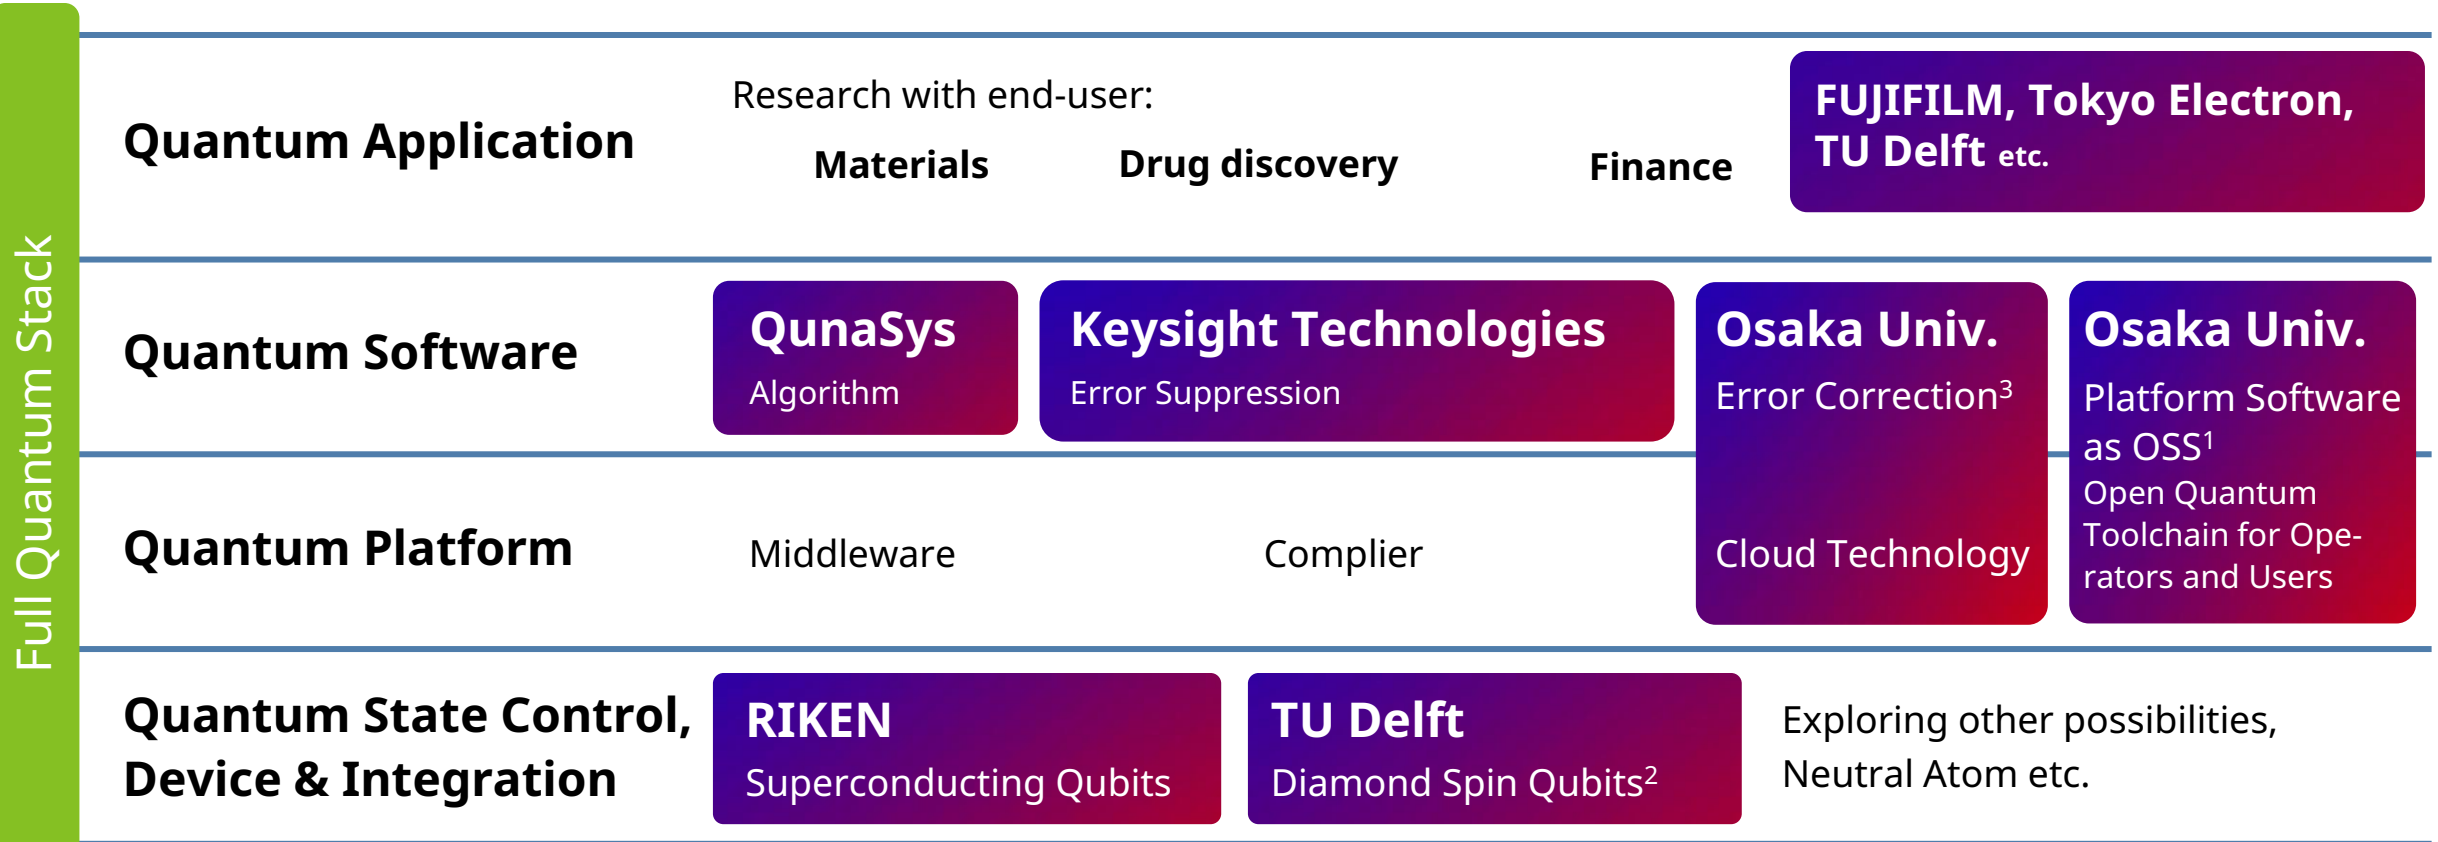 Full Quantum Stack
Quantum Application
Research with end-user:
Materials
Drug discovery
Finance
FUJIFILM, Tokyo Electron,
TU Delft etc.
Quantum Software
QunaSys
Algorithm
Keysight Technologies
Error Suppression
Osaka Univ.
Error Correction³
Cloud Technology
Osaka Univ.
Platform Software
as OSS¹
Open Quantum
Toolchain for Ope-
rators and Users
Quantum Platform
Middleware
Complier
Quantum State Control,
Device & Integration
RIKEN
Superconducting Qubits
TU Delft
Diamond Spin Qubits²
Exploring other possibilities,
Neutral Atom etc.